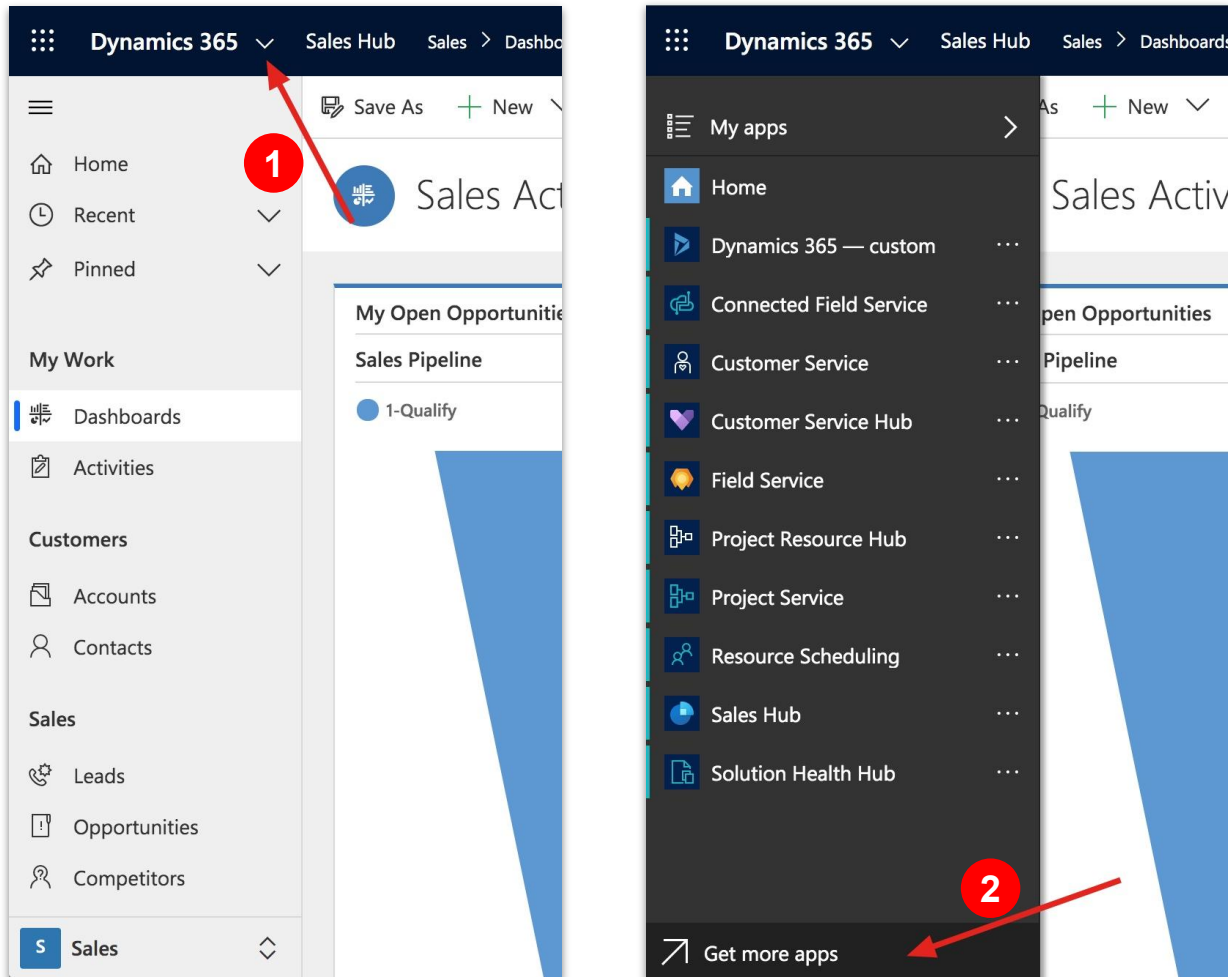 Dynamics 365 Sales Hub Sales > Dashbo
Save As + New
Home
1
Recent
Pinned
Sales Act
My Work
Dashboards
Activities
Customers
Accounts
Contacts
Sales
Leads
Opportunities
Competitors
S Sales
My Open Opportunitie
Sales Pipeline
1-Qualify
Dynamics 365 Sales Hub Sales > Dashboards
As + New
My apps
Home
Dynamics 365 — custom ...
Connected Field Service ...
Customer Service ...
Customer Service Hub ...
Field Service ...
Project Resource Hub ...
Project Service ...
Resource Scheduling ...
Sales Hub ...
Solution Health Hub ...
2
Get more apps
Sales Activ
pen Opportunities
Pipeline
Qualify